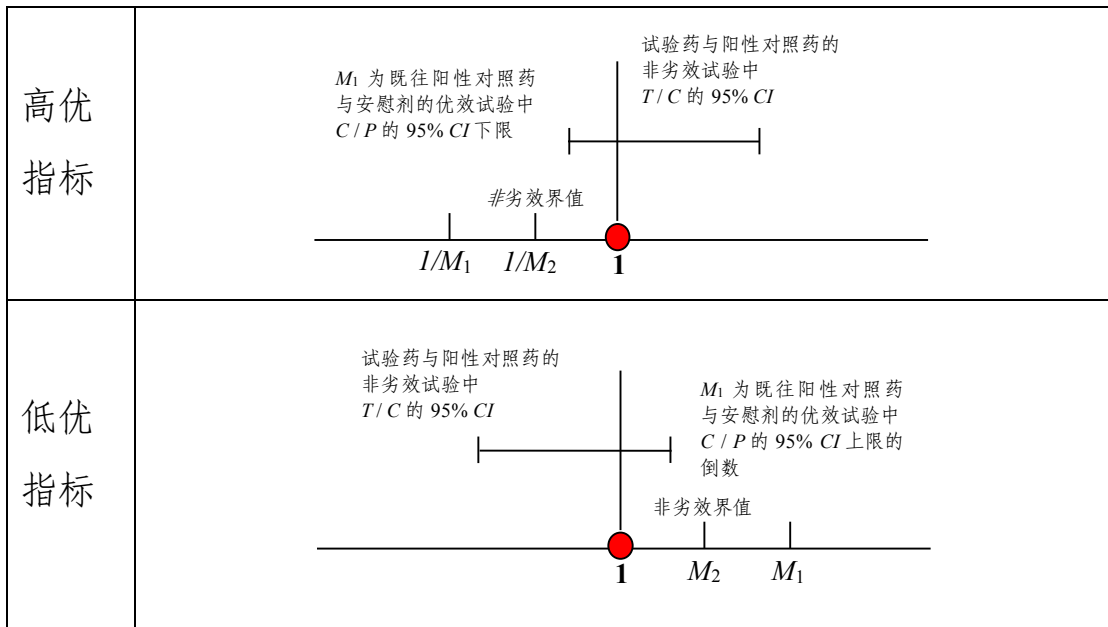 高优
指标
M1 为既往阳性对照药
与安慰剂的优效试验中
C / P 的 95% CI 下限
试验药与阳性对照药的
非劣效试验中
T / C 的 95% CI
非劣效界值
1/M1
1/M2
1
低优
指标
试验药与阳性对照药的
非劣效试验中
T / C 的 95% CI
M1 为既往阳性对照药
与安慰剂的优效试验中
C / P 的 95% CI 上限的
倒数
非劣效界值
1
M2
M1